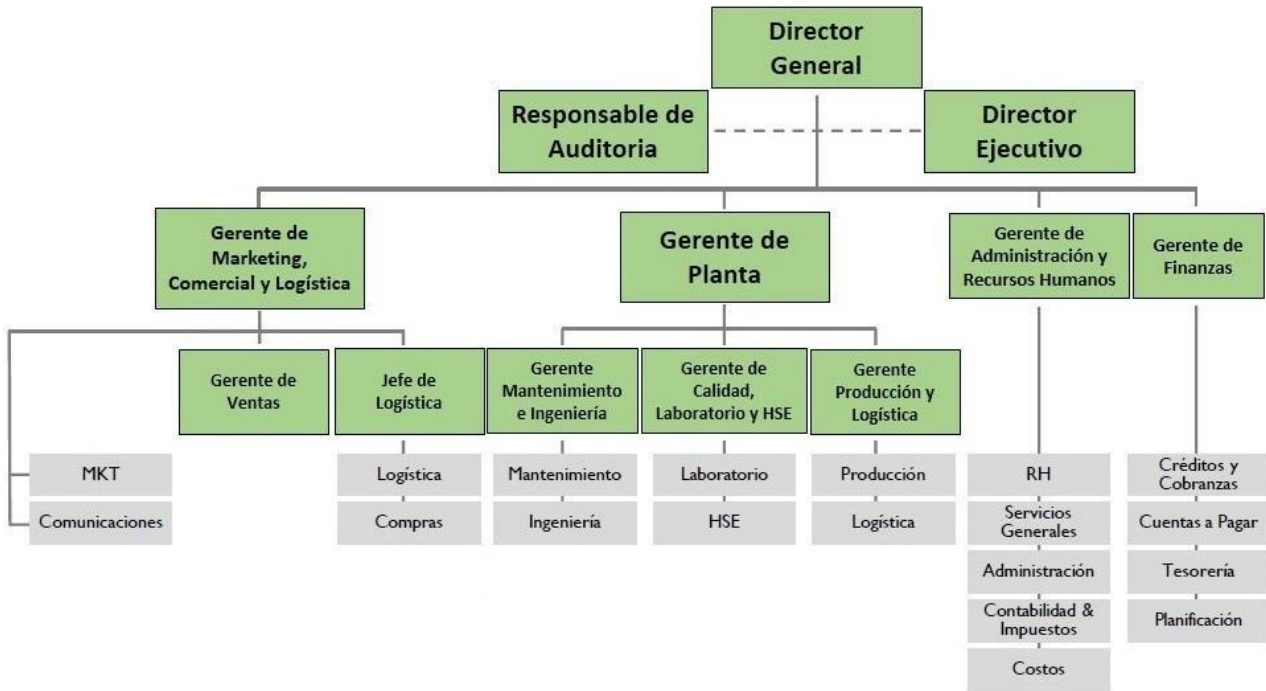 Director
General
Responsable de
Auditoria
Director
Ejecutivo
Gerente de
Marketing,
Comercial y Logística
Gerente de
Planta
Gerente de
Administración y
Recursos Humanos
Gerente de
Finanzas
Gerente de
Ventas
Jefe de
Logística
Gerente
Mantenimiento
e Ingeniería
Gerente de
Calidad,
Laboratorio y HSE
Gerente
Producción y
Logística
MKT
Comunicaciones
Logística
Compras
Mantenimiento
Ingeniería
Laboratorio
HSE
Producción
Logística
RH
Servicios
Generales
Administración
Contabilidad &
Impuestos
Costos
Créditos y
Cobranzas
Cuentas a Pagar
Tesorería
Planificación